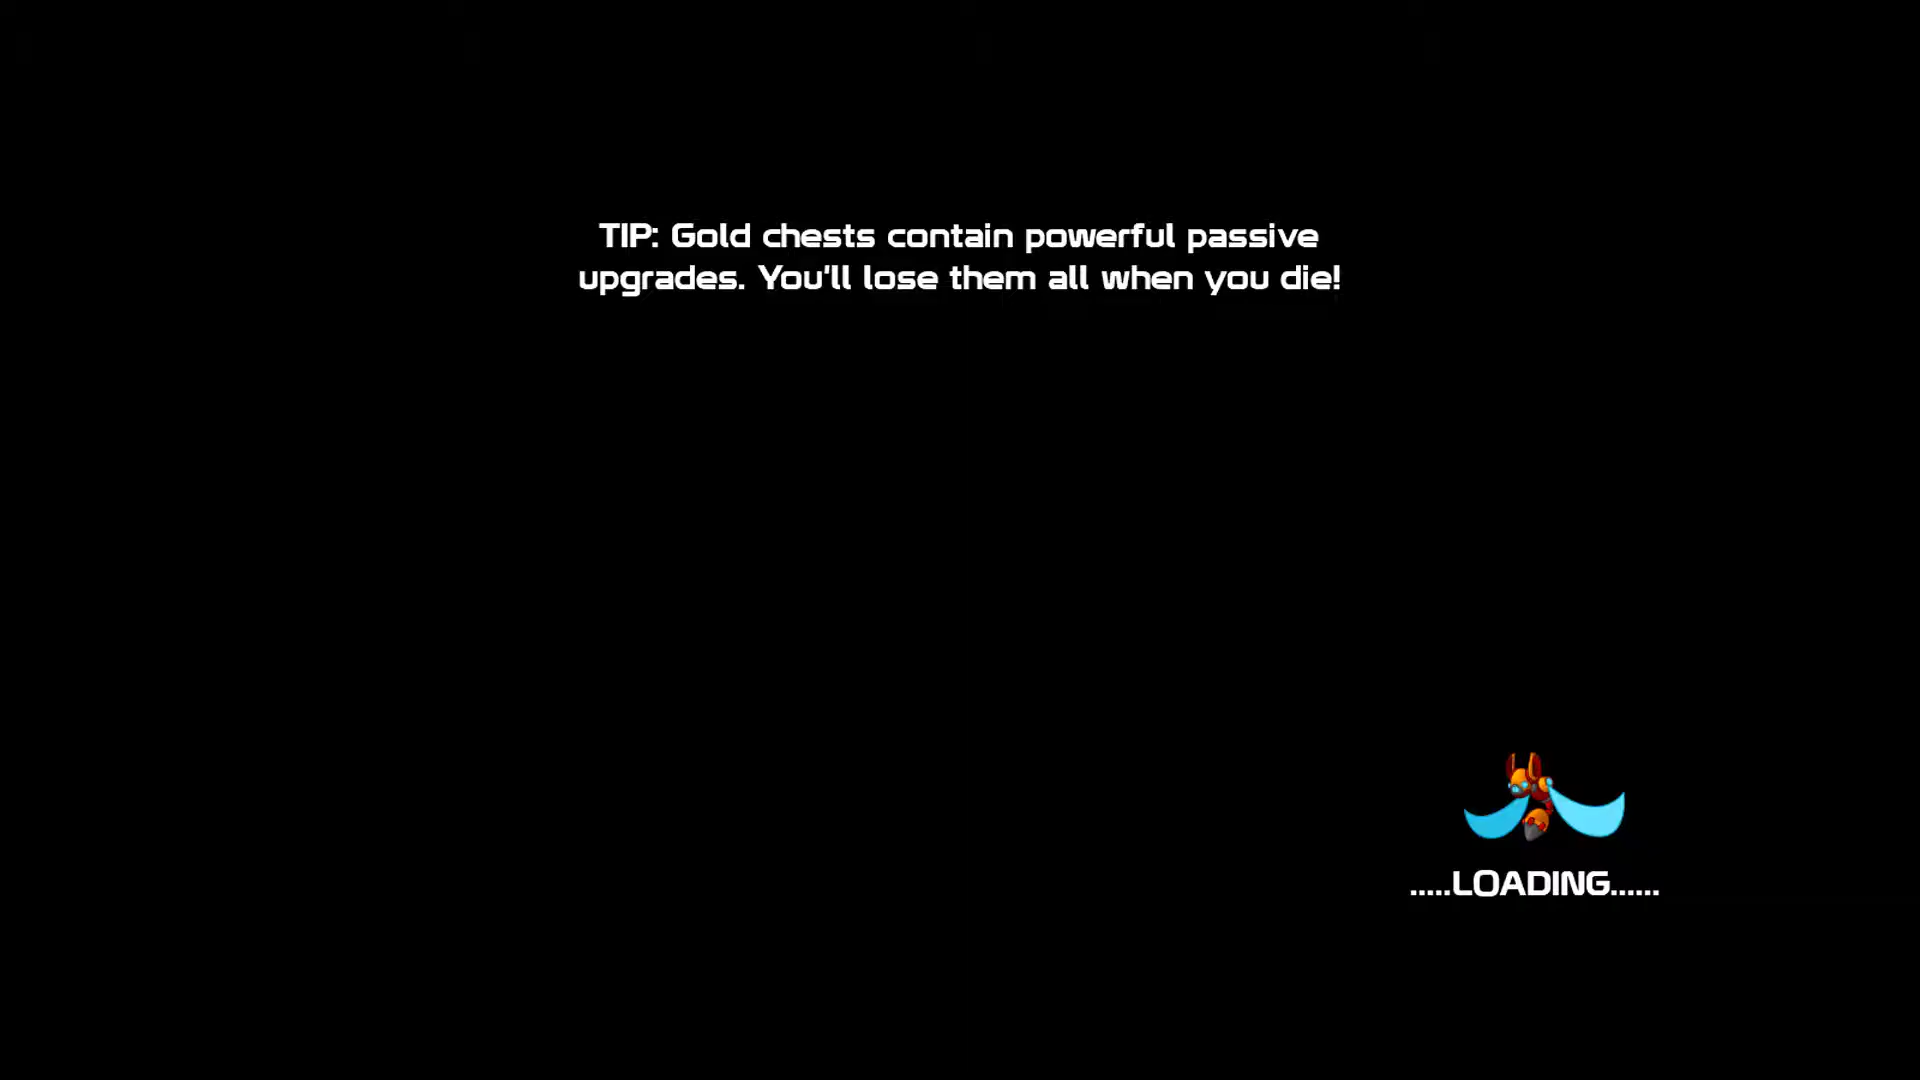 TIP: Gold chests contain powerful passive
upgrades. You'll lose them all when you die!
.....LOADING......